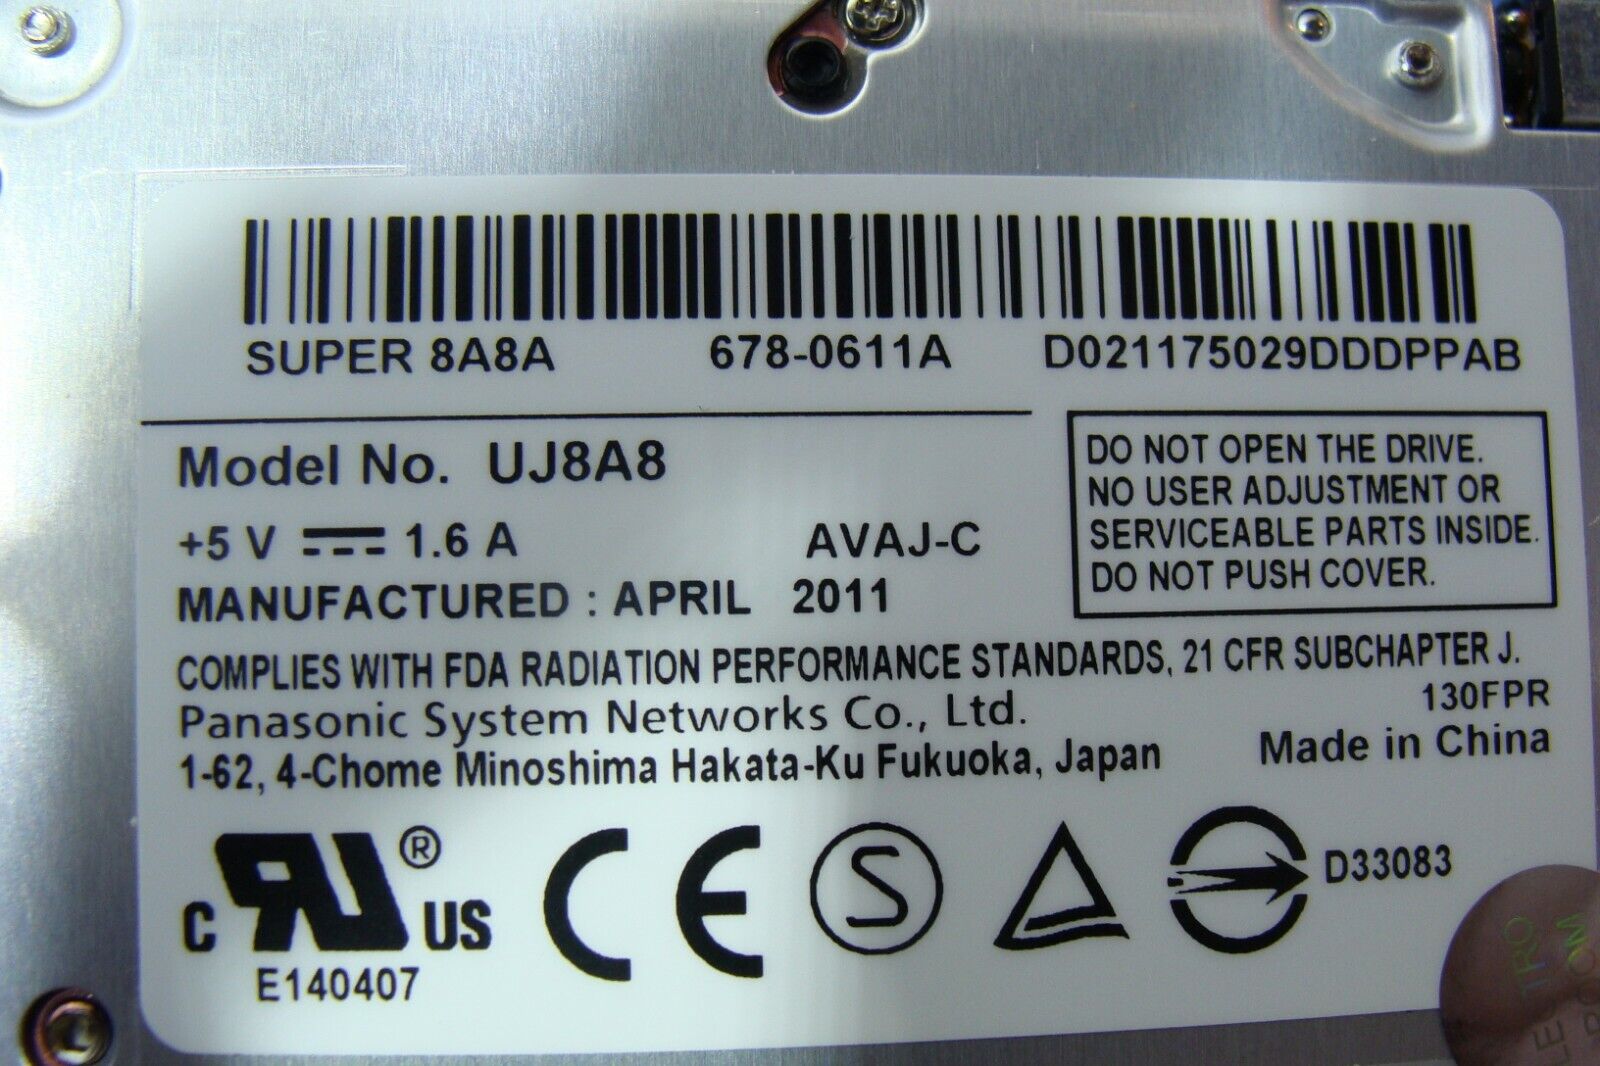 SUPER 8A8A 678-0611A D021175029DDDPPAB
Model No. UJ8A8
+5 V 1.6 A AVAJ-C
MANUFACTURED : APRIL 2011
DO NOT OPEN THE DRIVE.
NO USER ADJUSTMENT OR
SERVICEABLE PARTS INSIDE.
DO NOT PUSH COVER.
COMPLIES WITH FDA RADIATION PERFORMANCE STANDARDS, 21 CFR SUBCHAPTER J.
Panasonic System Networks Co., Ltd. 130FPR
1-62, 4-Chome Minoshima Hakata-Ku Fukuoka, Japan Made in China
C RU ® US CE S D33083
E140407